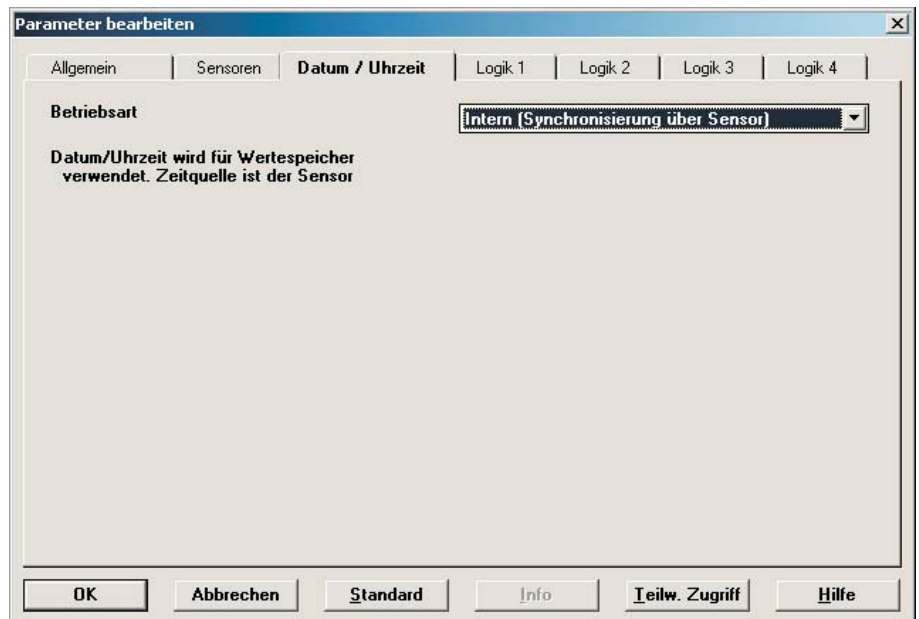 Parameter bearbeiten
Allgemein Sensoren Datum / Uhrzeit Logik 1 Logik 2 Logik 3 Logik 4
Betriebsart Intern (Synchronisierung über Sensor)
Datum/Uhrzeit wird für Wertespeicher
verwendet. Zeitquelle ist der Sensor
OK Abbrechen Standard Info Teilw. Zugriff Hilfe